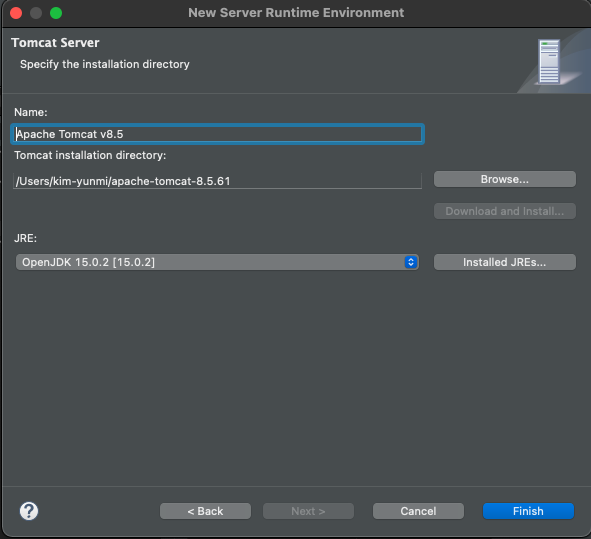 New Server Runtime Environment
Tomcat Server
Specify the installation directory
Name:
Apache Tomcat v8.5
Tomcat installation directory:
/Users/kim-yunmi/apache-tomcat-8.5.61
Browse...
Download and Install...
JRE:
OpenJDK 15.0.2 [15.0.2]
Installed JREs...
?
< Back
Next >
Cancel
Finish